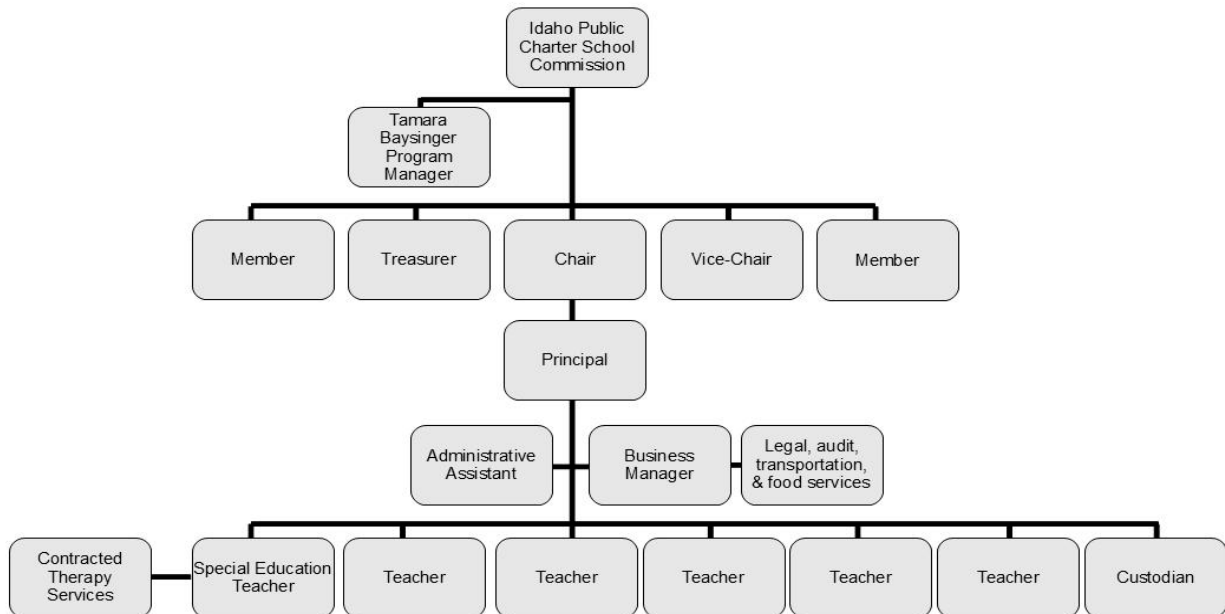 Idaho Public
Charter School
Commission
Tamara
Baysinger
Program
Manager
Member
Treasurer
Chair
Vice-Chair
Member
Principal
Administrative
Assistant
Business
Manager
Legal, audit,
transportation,
& food services
Contracted
Therapy
Services
Special Education
Teacher
Teacher
Teacher
Teacher
Teacher
Teacher
Custodian